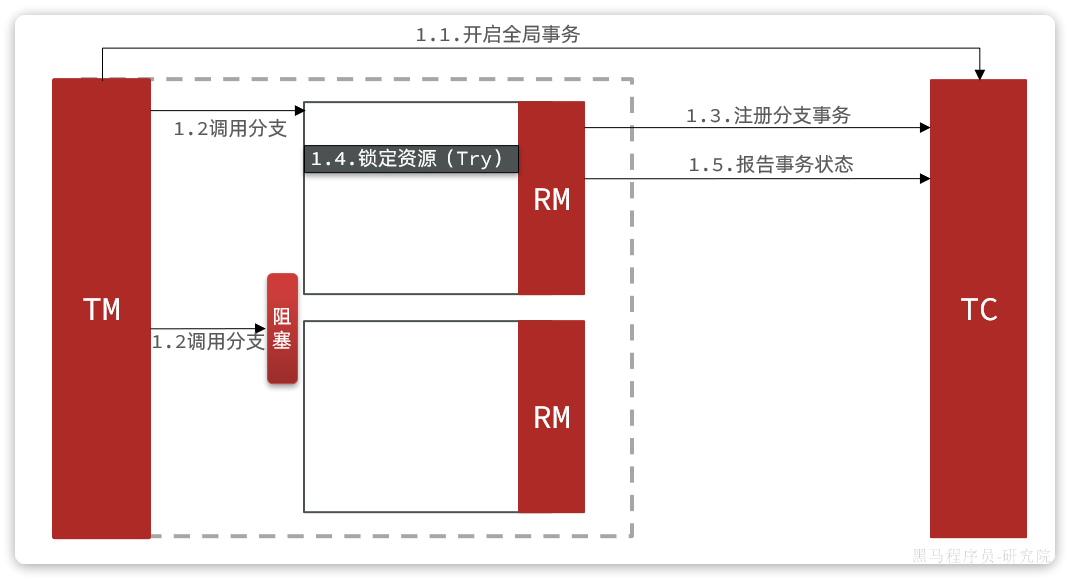 1.1.开启全局事务
1.2调用分支
1.3.注册分支事务
1.4.锁定资源（Try）
1.5.报告事务状态
RM
TM
阻
塞
TC
1.2调用分支
RM
黑马程序员-研究院